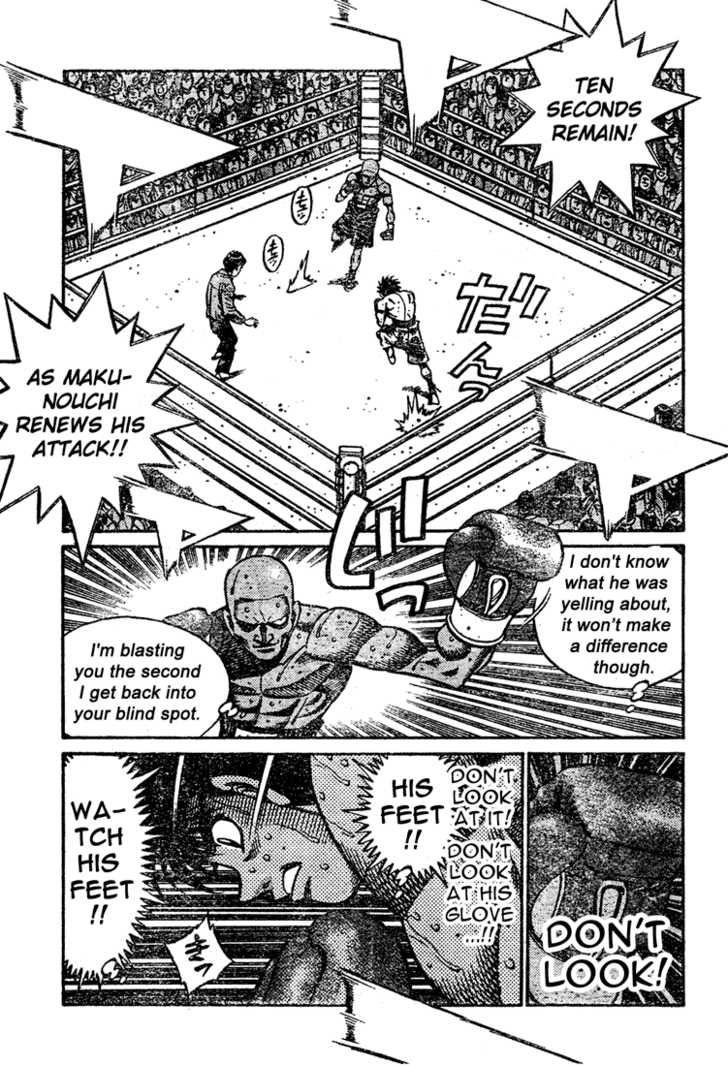 TEN
SECONDS
REMAIN!
AS MAKU-
NOUCHI
RENEWS HIS
ATTACK!!
だんっ
I don't know
what he was
yelling about,
it won't make
a difference
though.
I'm blasting
you the second
I get back into
your blind spot.
DON'T
LOOK!
DON'T
LOOK
AT IT!
DON'T
LOOK
AT HIS
GLOVE
....!!
HIS
FEET
!!
WA-
TCH
HIS
FEET
!!